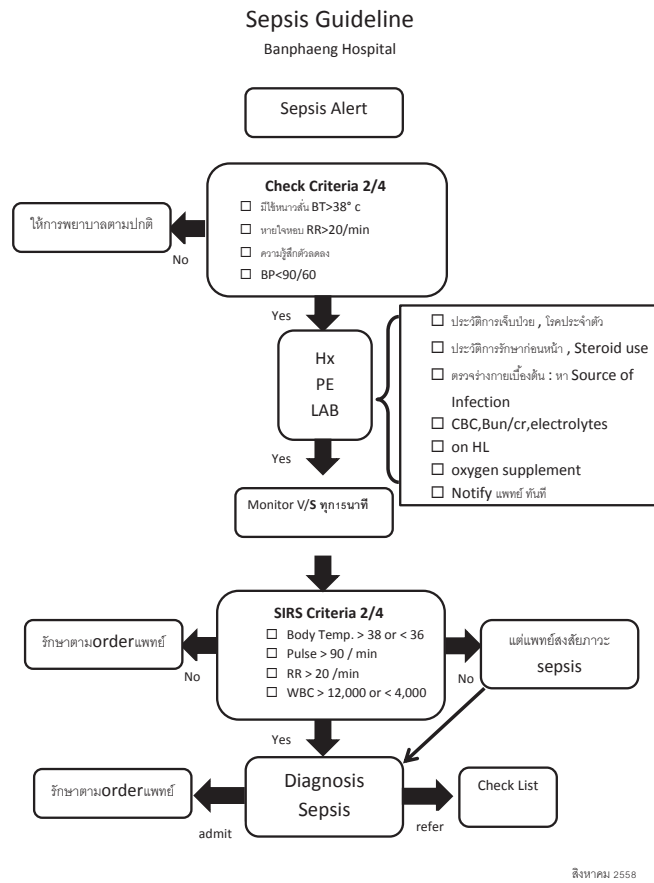 Sepsis Guideline
Banphaeng Hospital
Sepsis Alert
Check Criteria 2/4
☐ มีไข้หนาวสั่น BT>38° c
☐ หายใจหอบ RR>20/min
☐ ความรู้สึกตัวลดลง
☐ BP<90/60
ให้การพยาบาลตามปกติ
No
Yes
Hx
PE
LAB
☐ ประวัติการเจ็บป่วย , โรคประจำตัว
☐ ประวัติการรักษาก่อนหน้า , Steroid use
☐ ตรวจร่างกายเบื้องต้น : หา Source of
Infection
☐ CBC,Bun/cr,electrolytes
☐ on HL
☐ oxygen supplement
☐ Notify แพทย์ ทันที
Yes
Monitor V/S ทุก15นาที
SIRS Criteria 2/4
☐ Body Temp. > 38 or < 36
☐ Pulse > 90 / min
☐ RR > 20 /min
☐ WBC > 12,000 or < 4,000
รักษาตามorderแพทย์
No
No
แต่แพทย์สงสัยภาวะ
sepsis
Yes
Diagnosis
Sepsis
รักษาตามorderแพทย์
admit
refer
Check List
สิงหาคม 2558